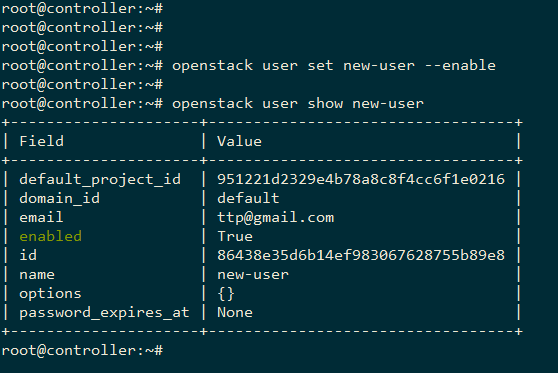 root@controller:~#
root@controller:~#
root@controller:~#
root@controller:~# openstack user set new-user --enable
root@controller:~#
root@controller:~# openstack user show new-user
+---------------------+----------------------------------+
| Field               | Value                            |
+---------------------+----------------------------------+
| default_project_id  | 951221d2329e4b78a8c8f4cc6f1e0216 |
| domain_id           | default                          |
| email               | ttp@gmail.com                    |
| enabled             | True                             |
| id                  | 86438e35d6b14ef983067628755b89e8 |
| name                | new-user                         |
| options             | {}                               |
| password_expires_at | None                             |
+---------------------+----------------------------------+
root@controller:~#